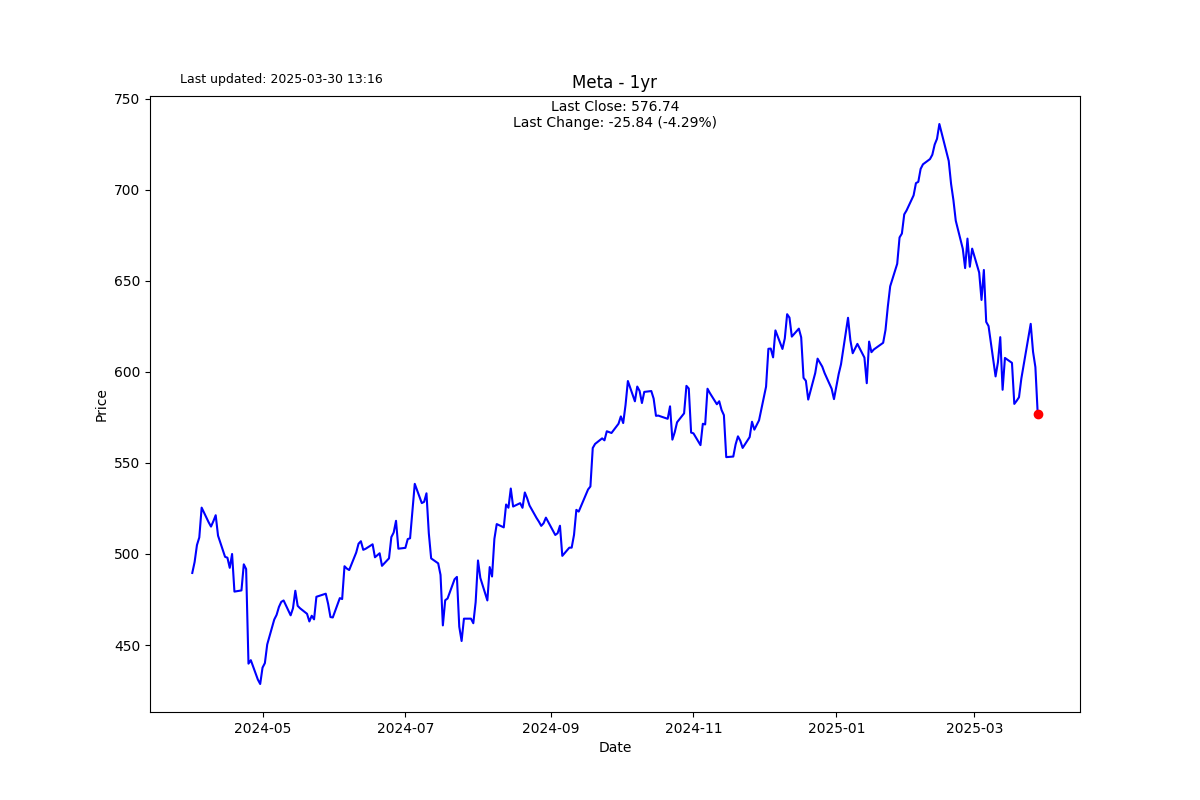 Last updated: 2025-03-30 13:16
Meta - 1yr
Last Close: 576.74
Last Change: -25.84 (-4.29%)
750
700
650
600
550
500
450
Price
2024-05
2024-07
2024-09
2024-11
2025-01
2025-03
Date